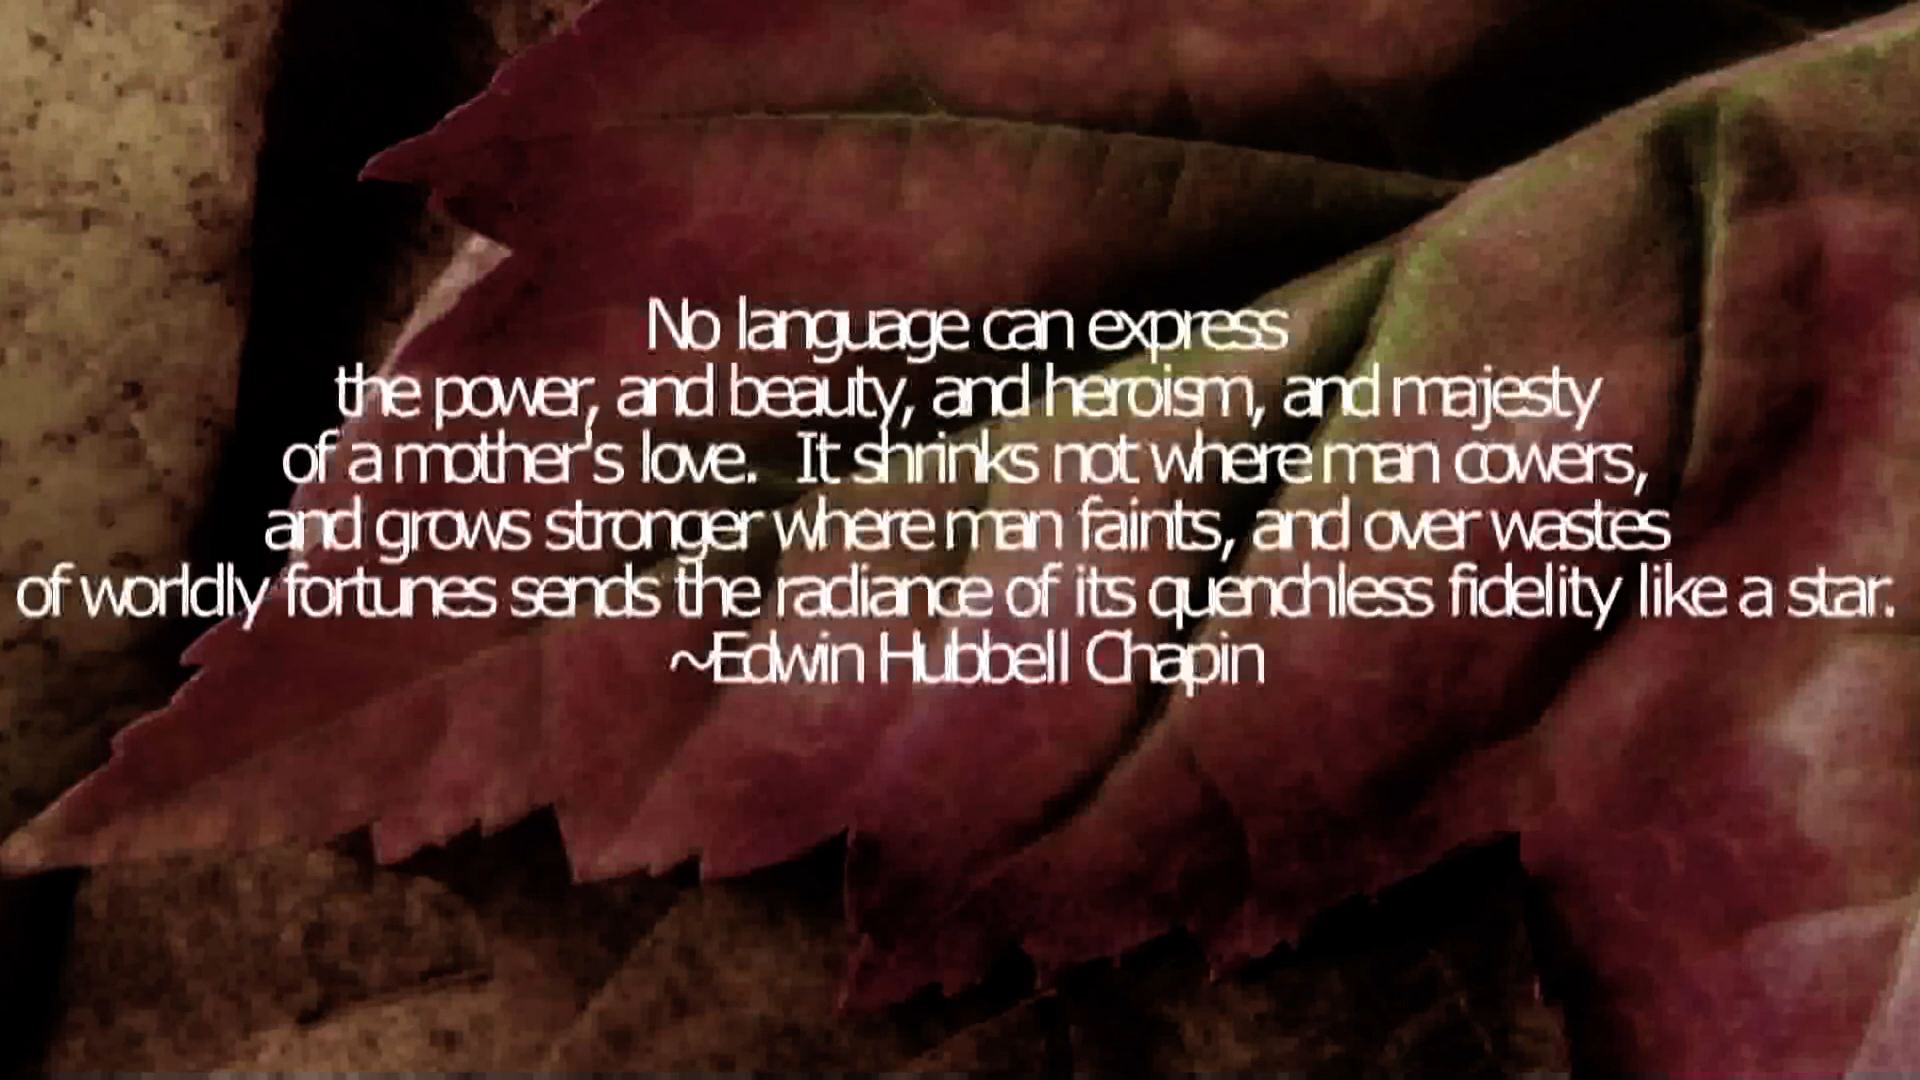 No language can express
the power, and beauty, and heroism, and majesty
of a mother's love.  It shrinks not where man cowers,
and grows stronger where man faints, and over wastes
of worldly fortunes sends the radiance of its quenchless fidelity like a star.
~Edwin Hubbell Chapin